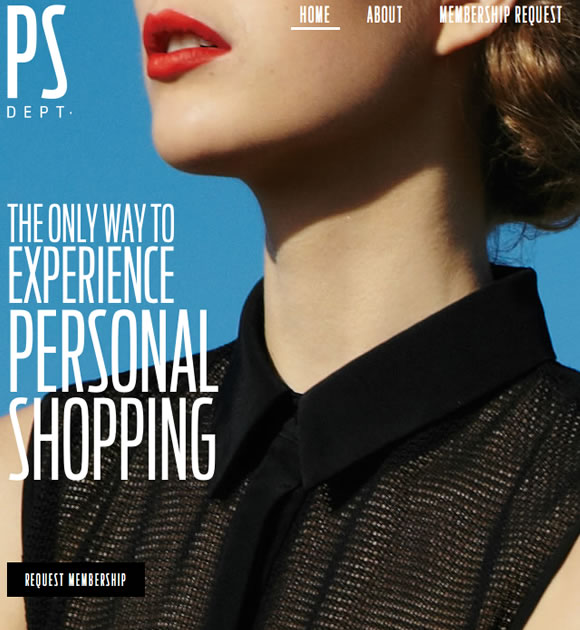 PS
DEPT.
HOME ABOUT MEMBERSHIP REQUEST
THE ONLY WAY TO
EXPERIENCE
PERSONAL
SHOPPING
REQUEST MEMBERSHIP